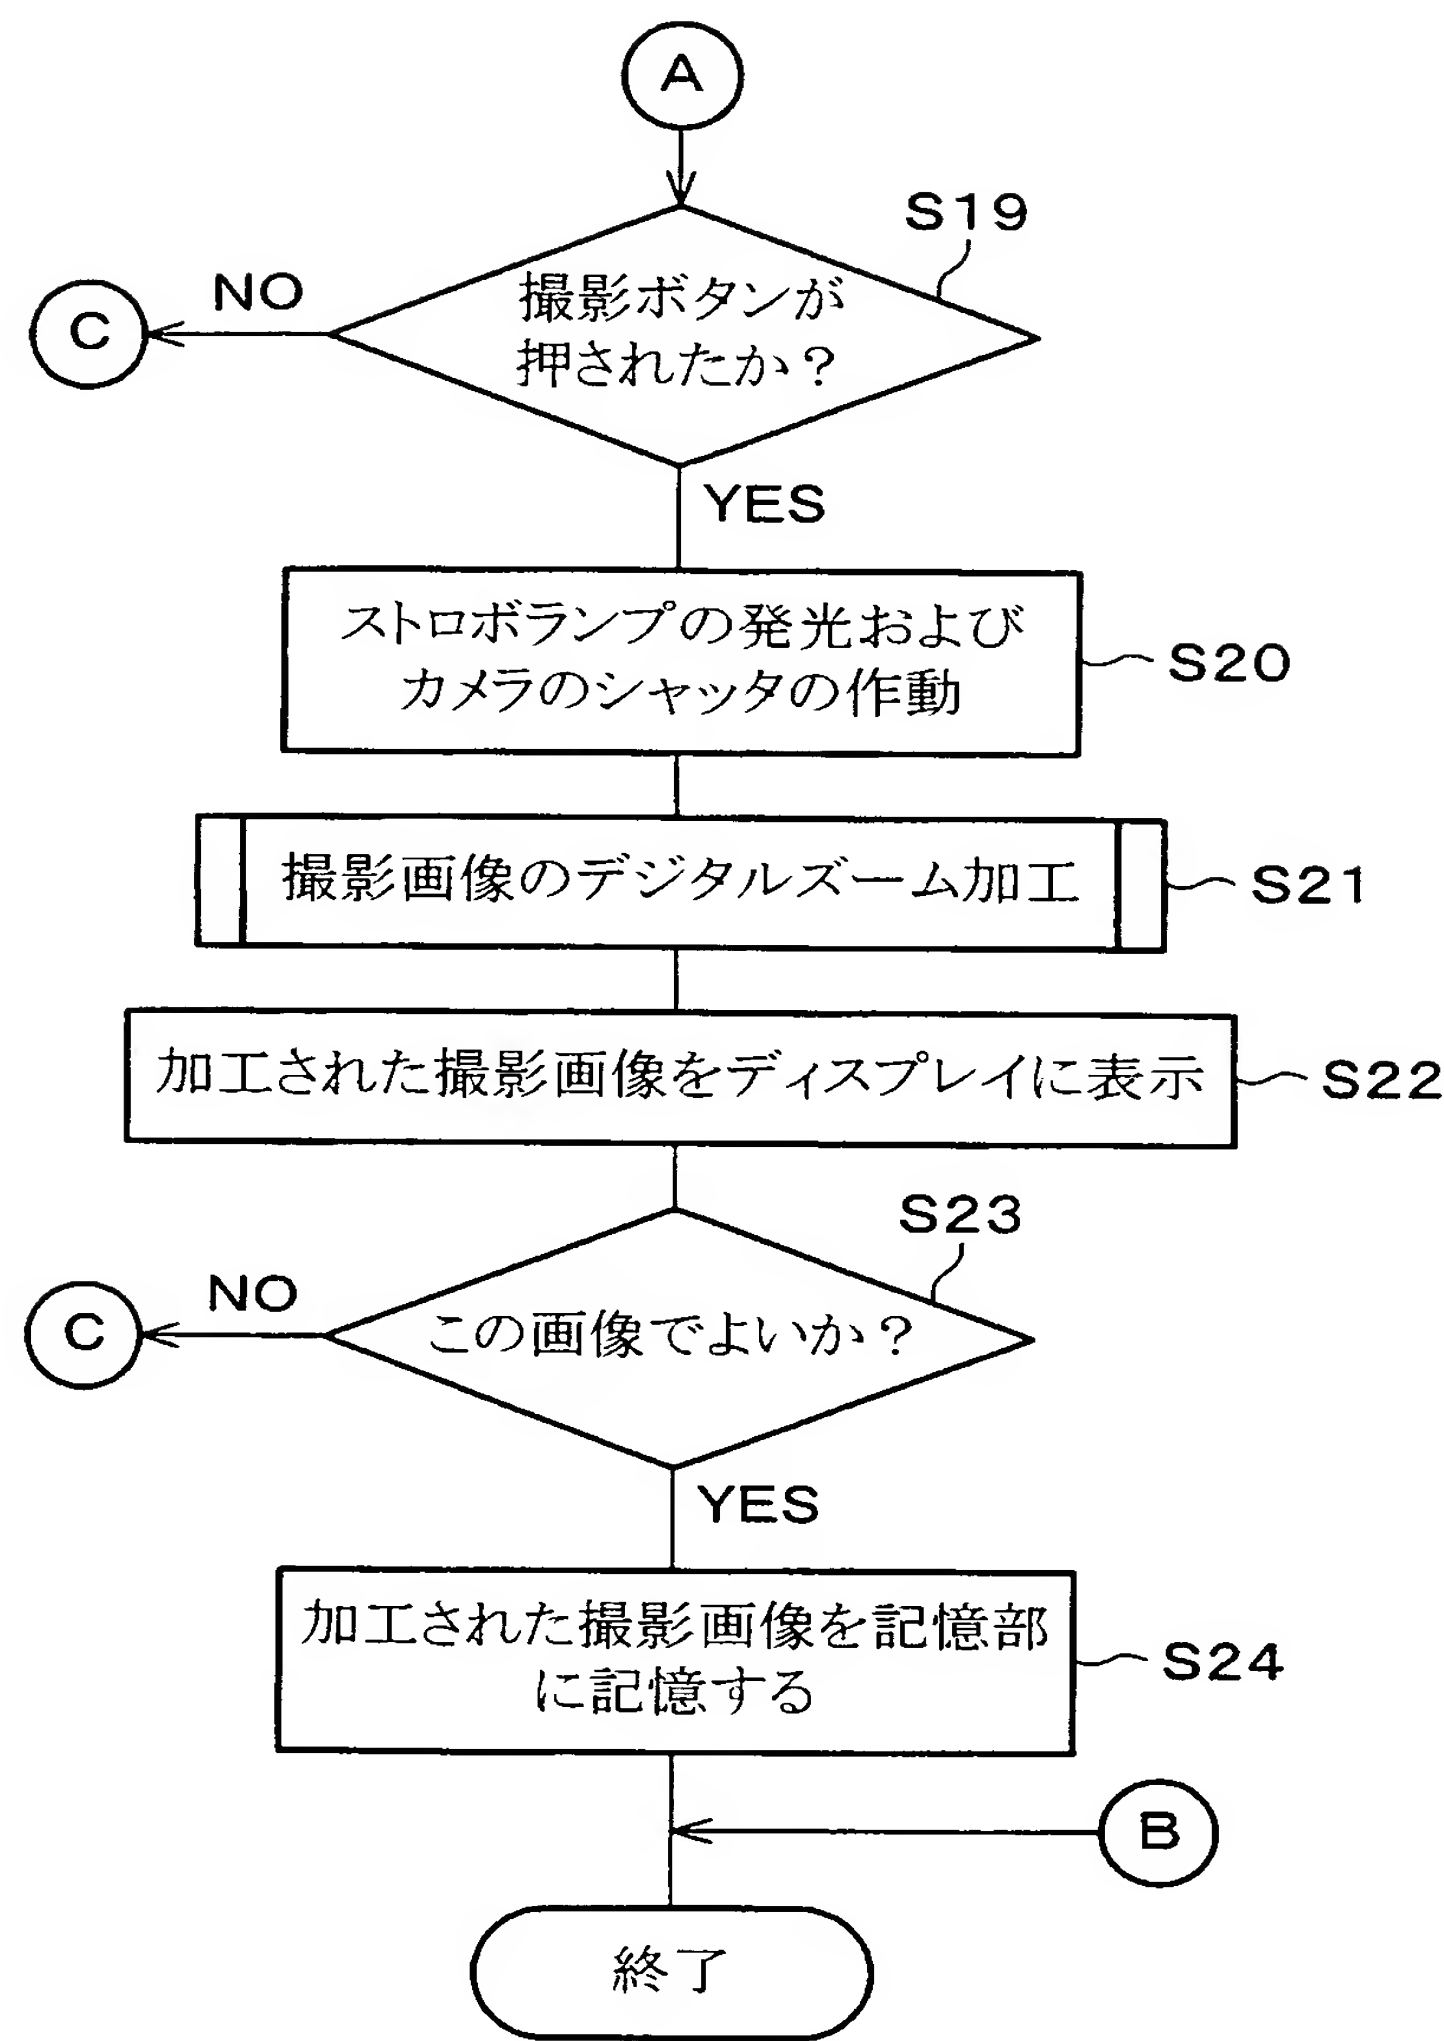 A
S19
撮影ボタンが
押されたか？
NO
C
YES
ストロボランプの発光および
カメラのシャッタの作動
S20
撮影画像のデジタルズーム加工
S21
加工された撮影画像をディスプレイに表示
S22
S23
この画像でよいか？
NO
C
YES
加工された撮影画像を記憶部
に記憶する
S24
B
終了